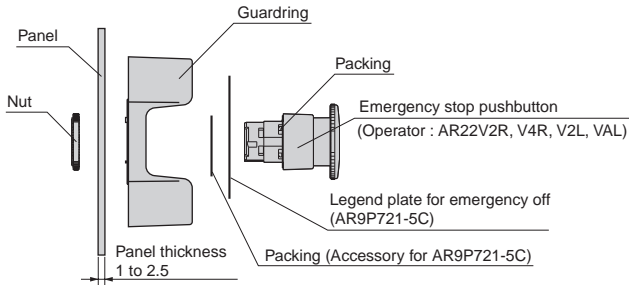 Guardring
Panel
Packing
Nut
Emergency stop pushbutton
(Operator : AR22V2R, V4R, V2L, VAL)
Legend plate for emergency off
(AR9P721-5C)
Panel thickness
1 to 2.5
Packing (Accessory for AR9P721-5C)